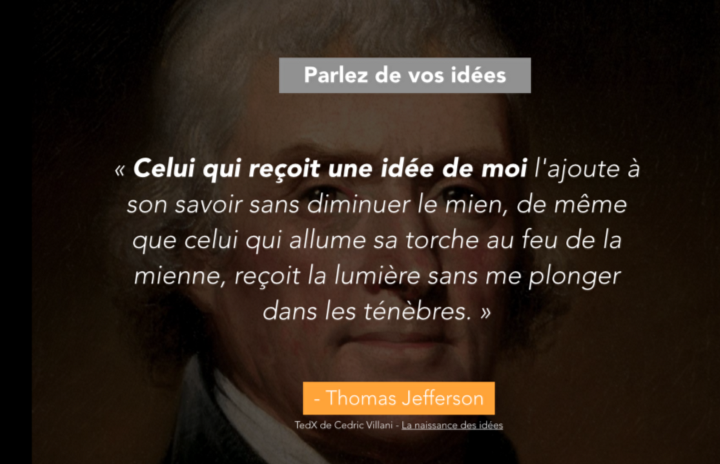 Parlez de vos idées
« Celui qui reçoit une idée de moi l'ajoute à
son savoir sans diminuer le mien, de même
que celui qui allume sa torche au feu de la
mienne, reçoit la lumière sans me plonger
dans les ténèbres. »
- Thomas Jefferson
TedX de Cedric Villani - La naissance des idées